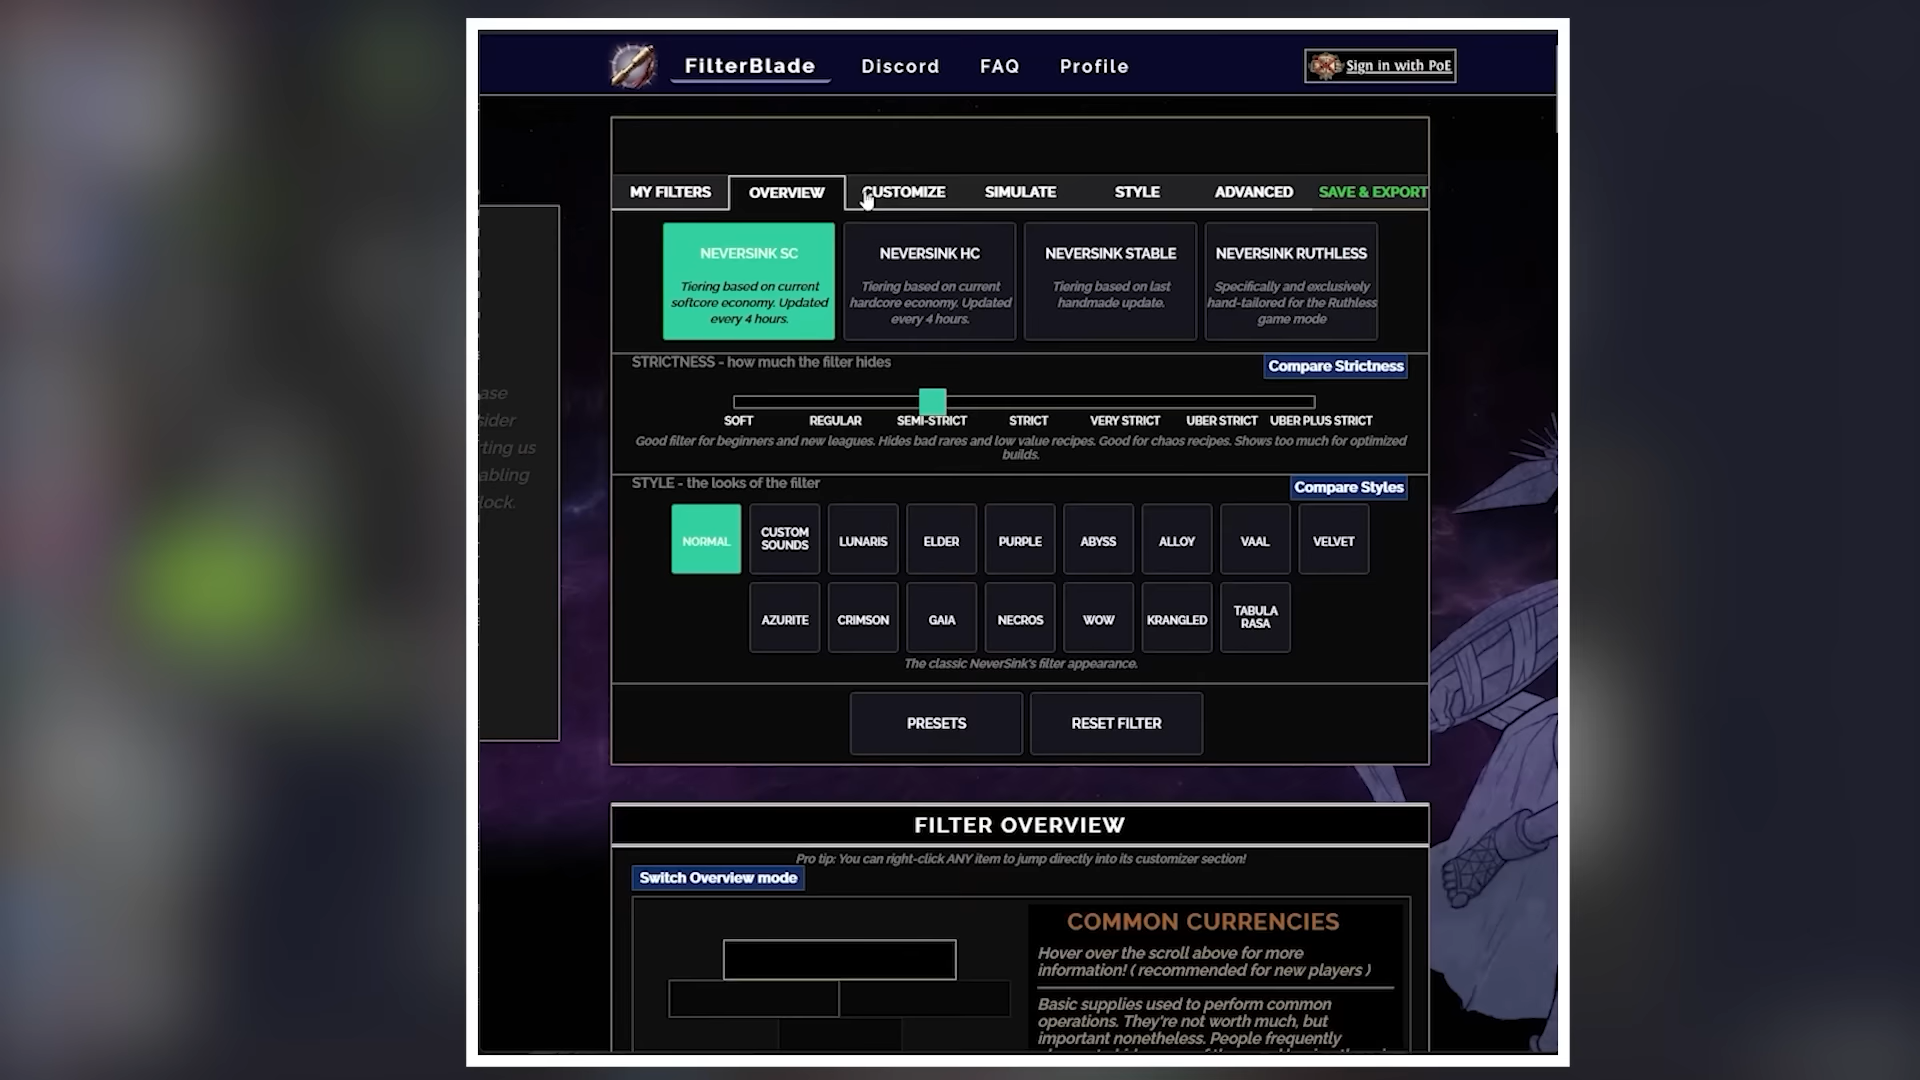 FilterBlade
Discord
FAQ
Profile
Sign in with PoE
MY FILTERS
OVERVIEW
CUSTOMIZE
SIMULATE
STYLE
ADVANCED
SAVE & EXPORT
NEVERSINK SC
Tiering based on current
softcore economy. Updated
every 4 hours.
NEVERSINK HC
Tiering based on current
hardcore economy. Updated
every 4 hours.
NEVERSINK STABLE
Tiering based on last
handmade update.
NEVERSINK RUTHLESS
Specifically and exclusively
hand-tailored for the Ruthless
game mode
STRICTNESS - how much the filter hides
Compare Strictness
SOFT
REGULAR
SEMI-STRICT
STRICT
VERY STRICT
UBER STRICT
UBER PLUS STRICT
Good filter for beginners and new leagues. Hides bad rares and low value recipes. Good for chaos recipes. Shows too much for optimized
builds.
ase
sider
rting us
abling
lock.
STYLE - the looks of the filter
Compare Styles
NORMAL
CUSTOM
SOUNDS
LUNARIS
ELDER
PURPLE
ABYSS
ALLOY
VAAL
VELVET
AZURITE
CRIMSON
GAIA
NECROS
WOW
KRANGLED
TABULA
RASA
The classic NeverSink's filter appearance.
PRESETS
RESET FILTER
FILTER OVERVIEW
Pro tip: You can right-click ANY item to jump directly into its customizer section!
Switch Overview mode
COMMON CURRENCIES
Hover over the scroll above for more
information! ( recommended for new players )
Basic supplies used to perform common
operations. They're not worth much, but
important nonetheless. People frequently